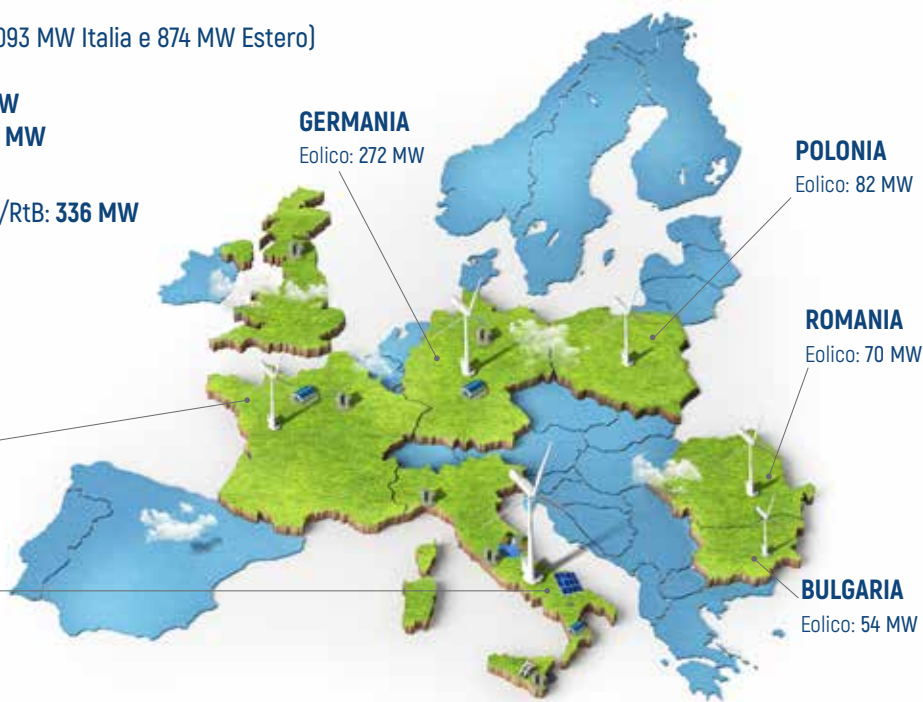 093 MW Italia e 874 MW Estero)
W
MW
/RtB: 336 MW
GERMANIA
Eolico: 272 MW
POLONIA
Eolico: 82 MW
ROMANIA
Eolico: 70 MW
BULGARIA
Eolico: 54 MW